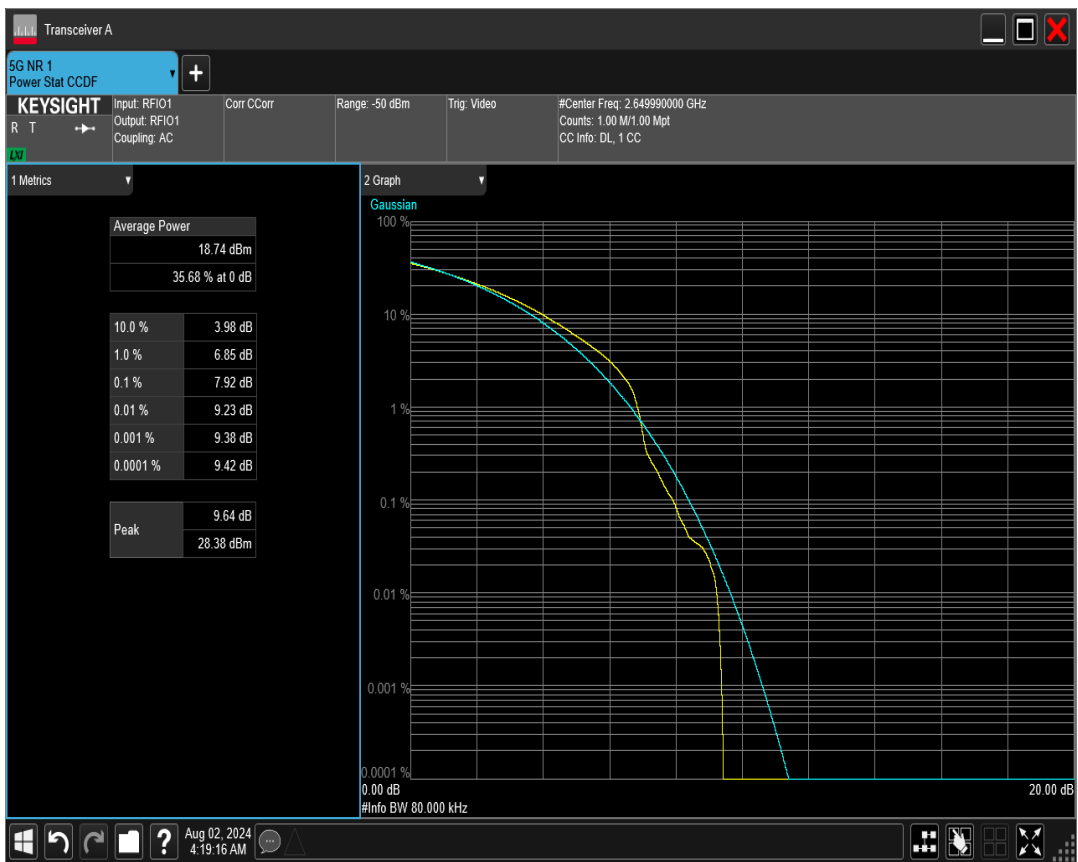 Transceiver A
5G NR 1
Power Stat CCDF
+
KEYSIGHT
R T
LXI
Input: RFIO1
Output: RFIO1
Coupling: AC
Corr CCorr
Range: -50 dBm
Trig: Video
#Center Freq: 2.649990000 GHz
Counts: 1.00 M/1.00 Mpt
CC Info: DL, 1 CC
1 Metrics
Average Power
18.74 dBm
35.68 % at 0 dB
10.0 % 3.98 dB
1.0 % 6.85 dB
0.1 % 7.92 dB
0.01 % 9.23 dB
0.001 % 9.38 dB
0.0001 % 9.42 dB
Peak
9.64 dB
28.38 dBm
2 Graph
Gaussian
100 %
10 %
1 %
0.1 %
0.01 %
0.001 %
0.0001 %
0.00 dB 20.00 dB
#Info BW 80.000 kHz
?
Aug 02, 2024
4:19:16 AM